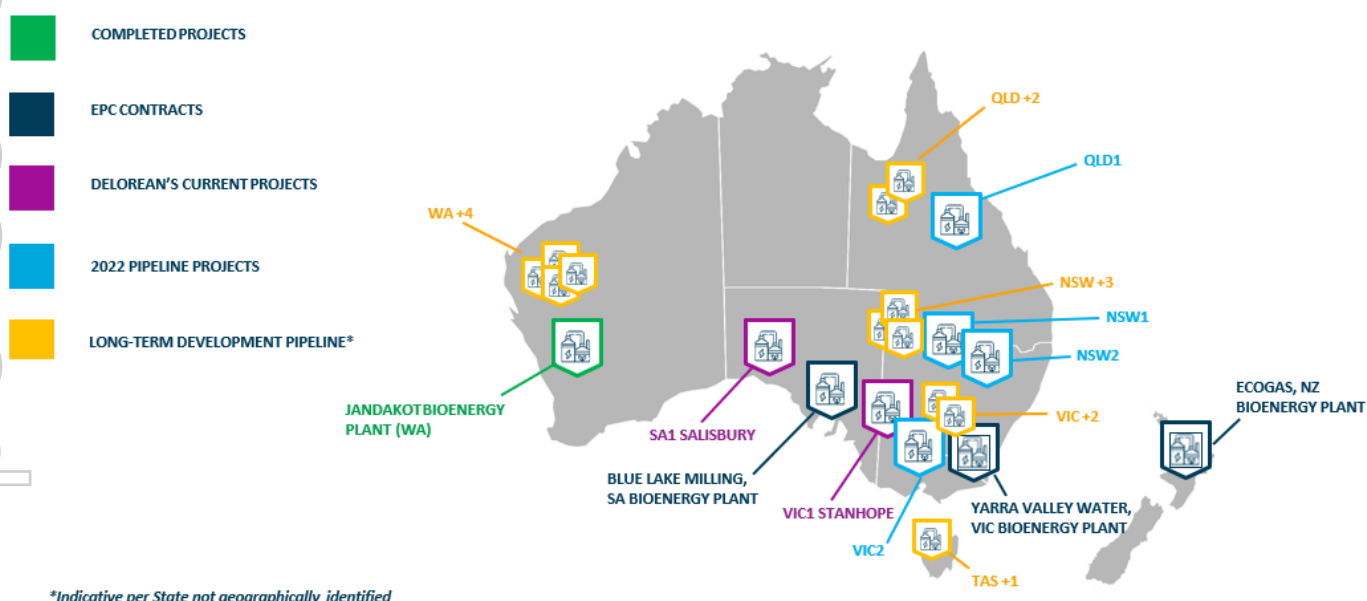 COMPLETED PROJECTS
EPC CONTRACTS
DELOREAN'S CURRENT PROJECTS
2022 PIPELINE PROJECTS
LONG-TERM DEVELOPMENT PIPELINE*
QLD +2
QLD1
WA +4
NSW +3
NSW1
NSW2
ECOGAS, NZ
BIOENERGY PLANT
JANDAKOT BIOENERGY
PLANT (WA)
SA1 SALISBURY
VIC +2
BLUE LAKE MILLING,
SA BIOENERGY PLANT
VIC1 STANHOPE
YARRA VALLEY WATER,
VIC BIOENERGY PLANT
VIC2
TAS +1
*Indicative per State not geographically identified